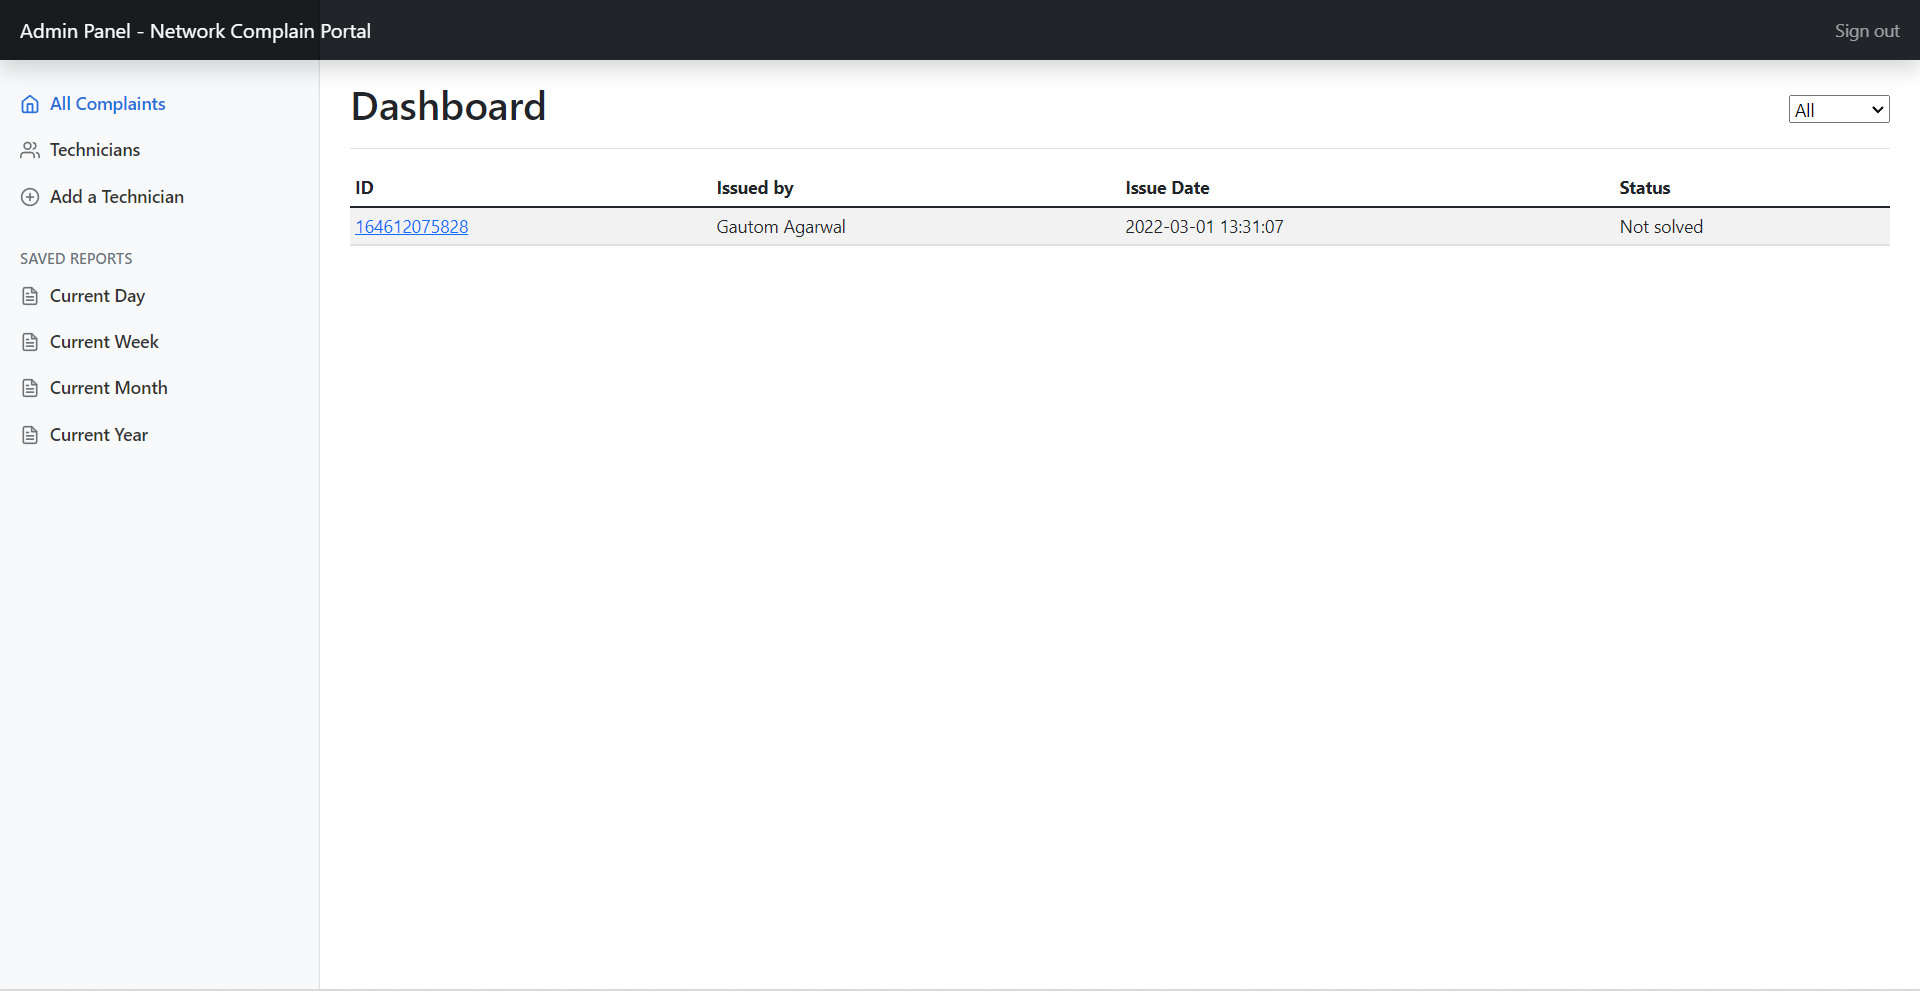 Admin Panel - Network Complain Portal
Sign out
All Complaints
Technicians
Add a Technician
SAVED REPORTS
Current Day
Current Week
Current Month
Current Year
Dashboard
All
ID Issued by Issue Date Status
164612075828 Gautom Agarwal 2022-03-01 13:31:07 Not solved